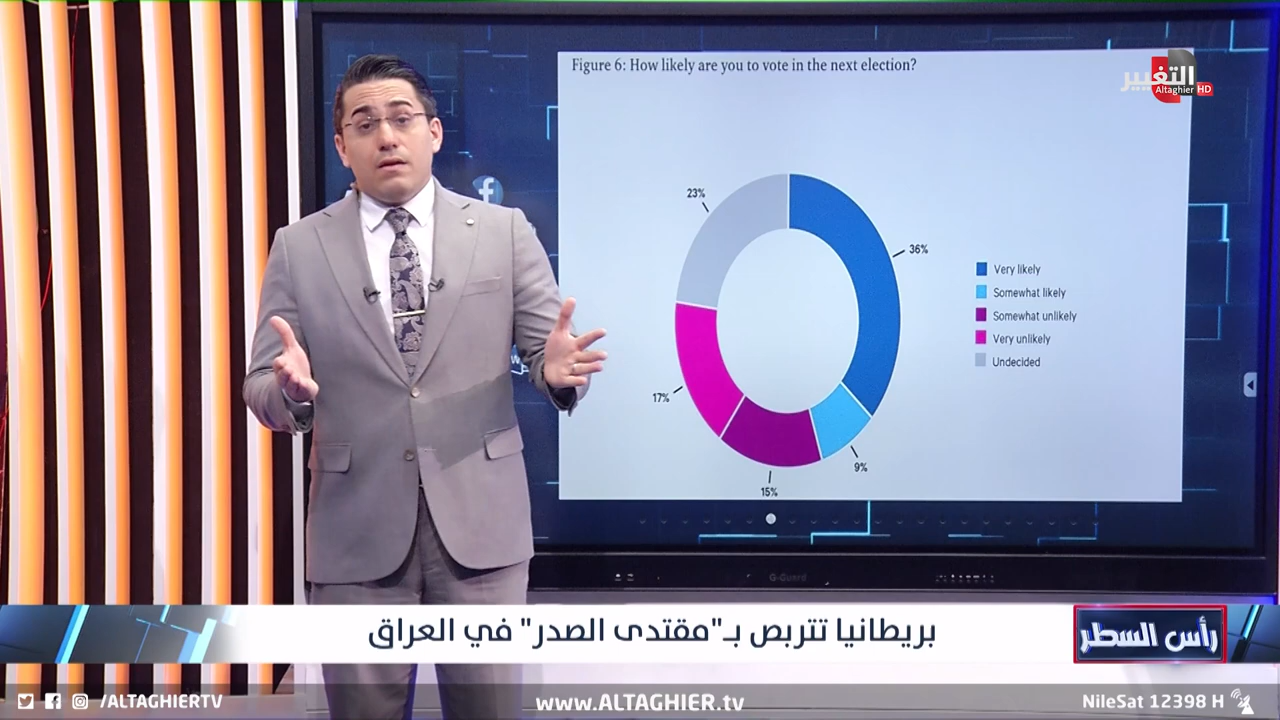 Figure 6: How likely are you to vote in the next election?
التغيير
Altaghier HD
23%
36%
17%
15%
9%
Very likely
Somewhat likely
Somewhat unlikely
Very unlikely
Undecided
G-Guard
بريطانيا تتربص بـ"مقتدى الصدر" في العراق
رأس السطر
/ALTAGHIERTV
www.ALTAGHIER.tv
NileSat 12398 H